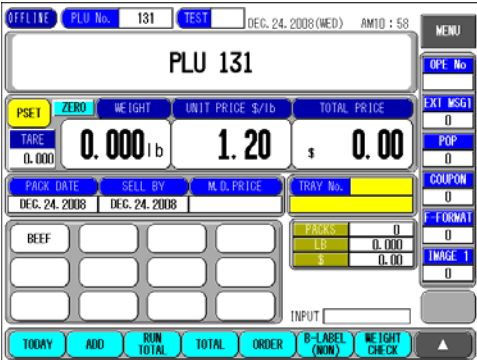 OFFLINE PLU No. 131 TEST DEC. 24. 2008(WED) AM10:58
MENU
PLU 131
OPE No
PSET ZERO WEIGHT UNIT PRICE $/lb TOTAL PRICE
EXT MSG1
0
TARE
0.000
0.000 lb 1.20 $ 0.00
POP
0
PACK DATE SELL BY M.D.PRICE TRAY No.
DEC. 24. 2008 DEC. 24. 2008
COUPON
0
F-FORMAT
0
BEEF
PACKS 0
LB 0.000
$ 0.00
IMAGE 1
0
INPUT
TODAY ADD RUN TOTAL TOTAL ORDER B-LABEL (NON) WEIGHT CHECK ▲